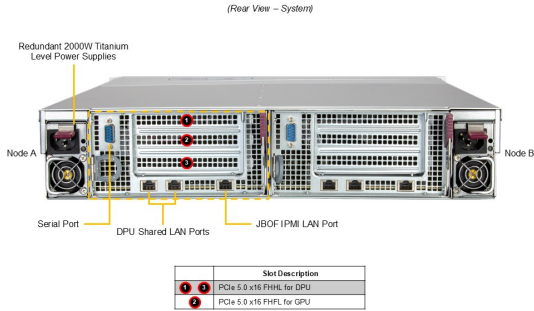 (Rear View – System)
Redundant 2000W Titanium
Level Power Supplies
1
2
3
Node A
Node B
Serial Port
DPU Shared LAN Ports
JBOF IPMI LAN Port
Slot Description
1 3 PCIe 5.0 x16 FHHL for DPU
2 PCIe 5.0 x16 FHFL for GPU